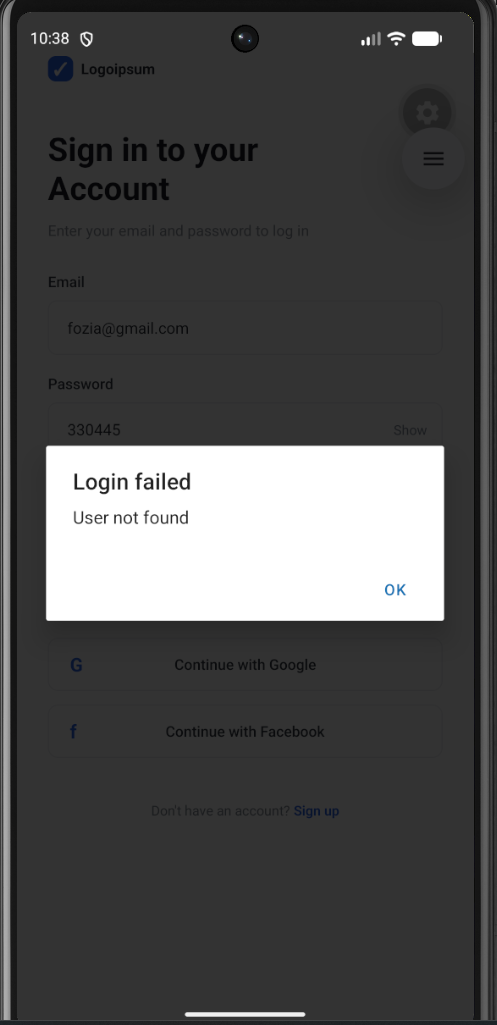 10:38
Logoipsum
Sign in to your
Account
Enter your email and password to log in
Email
fozia@gmail.com
Password
330445 Show
Login failed
User not found
OK
G Continue with Google
f Continue with Facebook
Don't have an account? Sign up